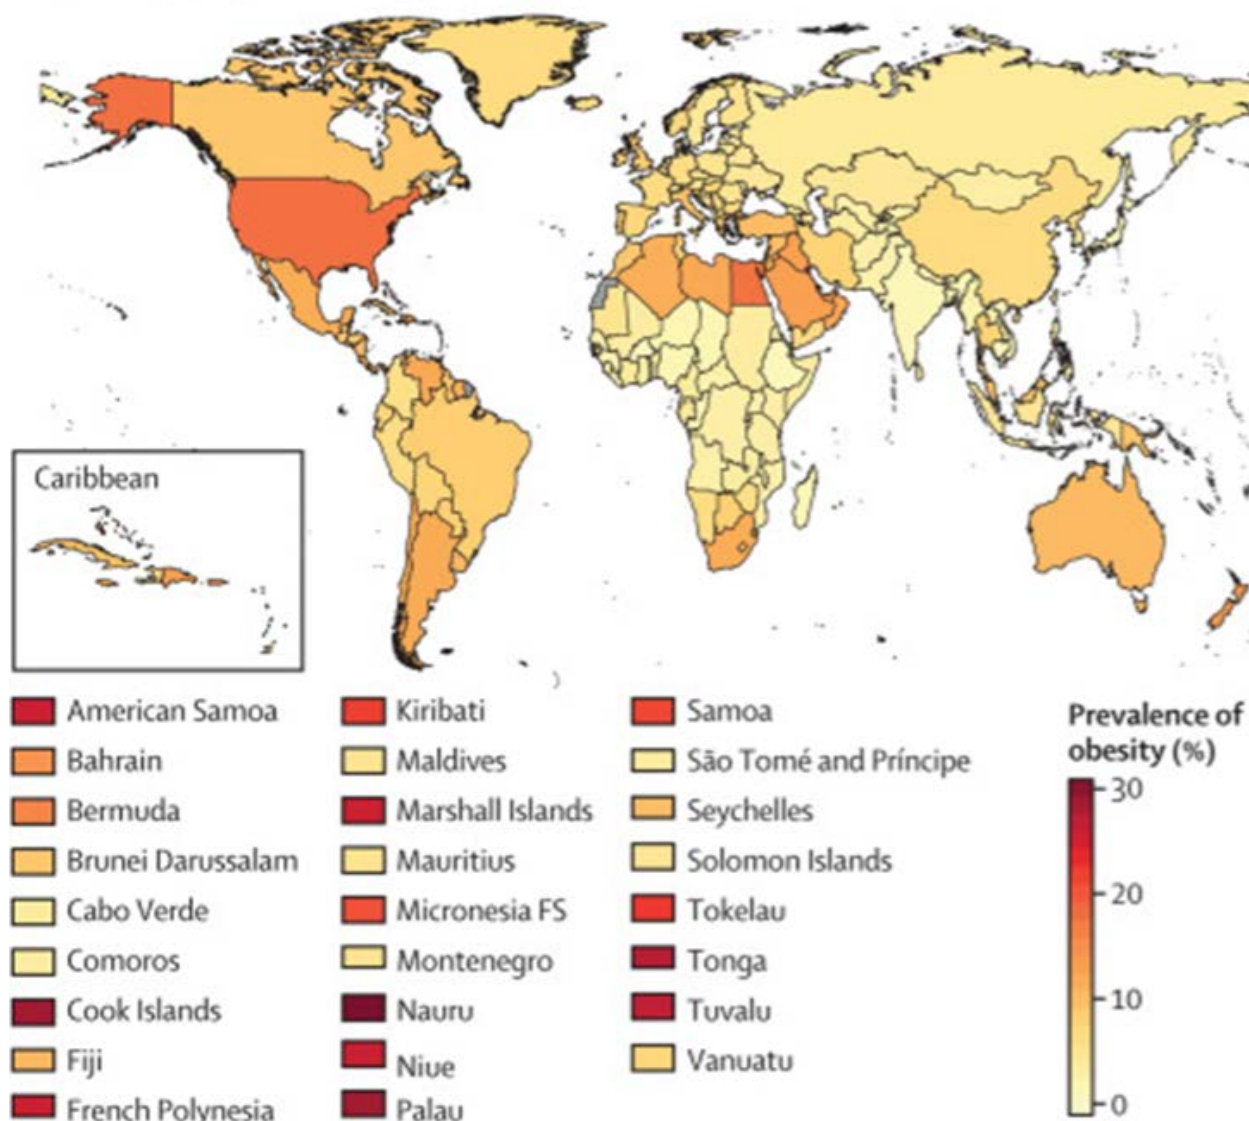 Caribbean
American Samoa
Bahrain
Bermuda
Brunei Darussalam
Cabo Verde
Comoros
Cook Islands
Fiji
French Polynesia
Kiribati
Maldives
Marshall Islands
Mauritius
Micronesia FS
Montenegro
Nauru
Niue
Palau
Samoa
São Tomé and Príncipe
Seychelles
Solomon Islands
Tokelau
Tonga
Tuvalu
Vanuatu
Prevalence of
obesity (%)
30
20
10
0